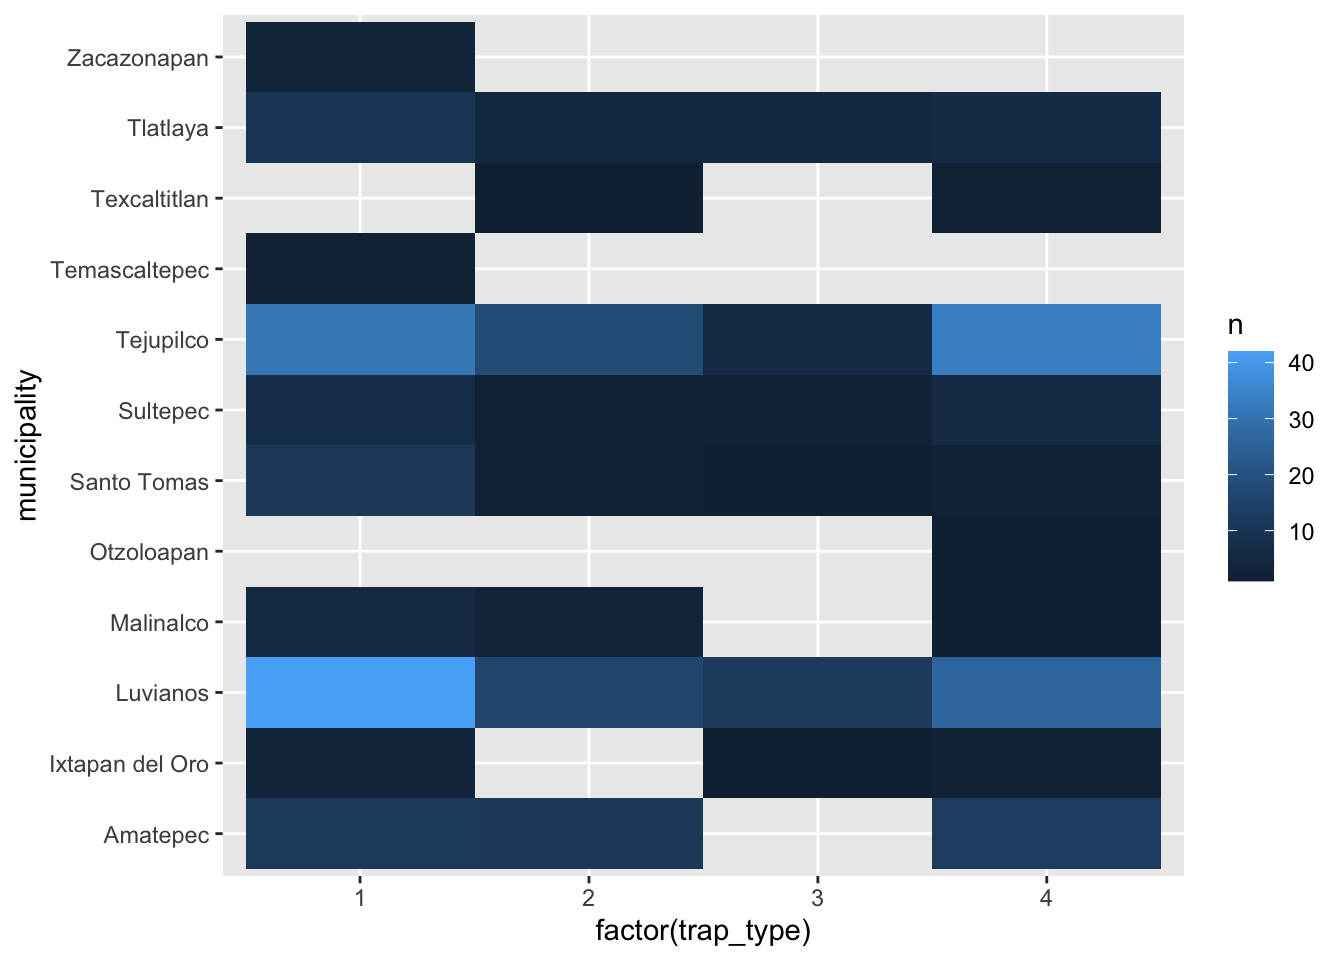 Zacazonapan
Tlatlaya
Texcaltitlan
Temascaltepec
Tejupilco
Sultepec
Santo Tomas
Otzoloapan
Malinalco
Luvianos
Ixtapan del Oro
Amatepec
municipality
1 2 3 4
factor(trap_type)
n
40
30
20
10